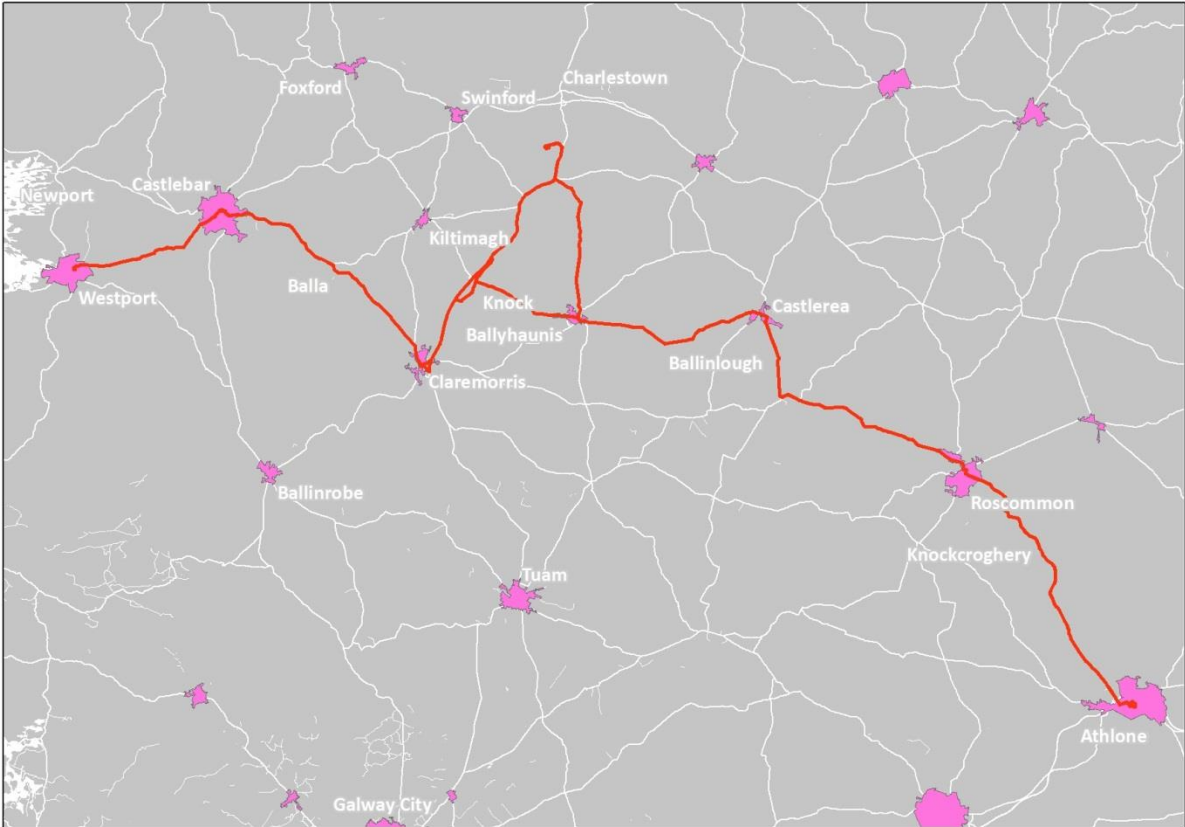 Charlestown
Foxford
Swinford
Castlebar
Newport
Kiltimagh
Balla
Westport
Knock
Castlerea
Ballyhaunis
Ballinlough
Claremorris
Ballinrobe
Roscommon
Knockcroghery
Tuam
Athlone
Galway City